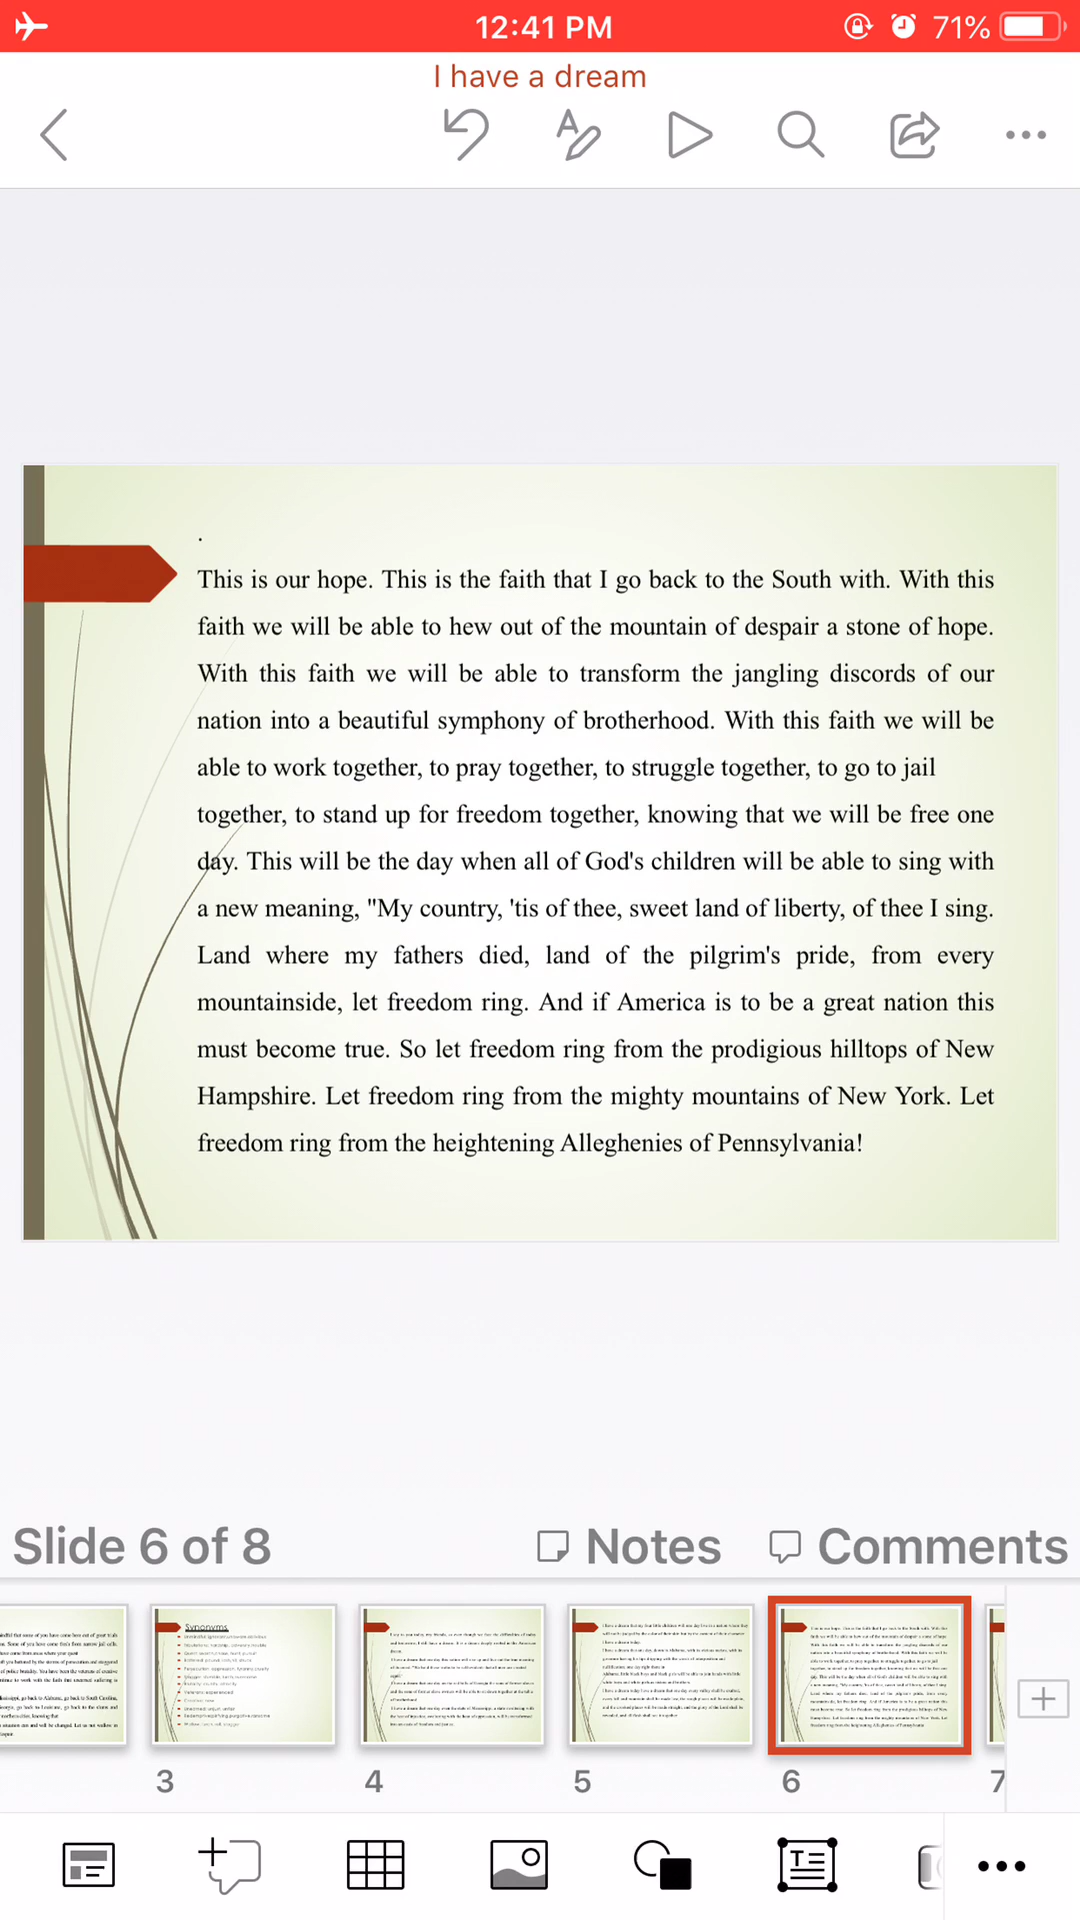 12:41 PM
71%
I have a dream
.
This is our hope. This is the faith that I go back to the South with. With this
faith we will be able to hew out of the mountain of despair a stone of hope.
With this faith we will be able to transform the jangling discords of our
nation into a beautiful symphony of brotherhood. With this faith we will be
able to work together, to pray together, to struggle together, to go to jail
together, to stand up for freedom together, knowing that we will be free one
day. This will be the day when all of God's children will be able to sing with
a new meaning, "My country, 'tis of thee, sweet land of liberty, of thee I sing.
Land where my fathers died, land of the pilgrim's pride, from every
mountainside, let freedom ring. And if America is to be a great nation this
must become true. So let freedom ring from the prodigious hilltops of New
Hampshire. Let freedom ring from the mighty mountains of New York. Let
freedom ring from the heightening Alleghenies of Pennsylvania!
Slide 6 of 8
Notes
Comments
Synonyms
3
4
5
6
7